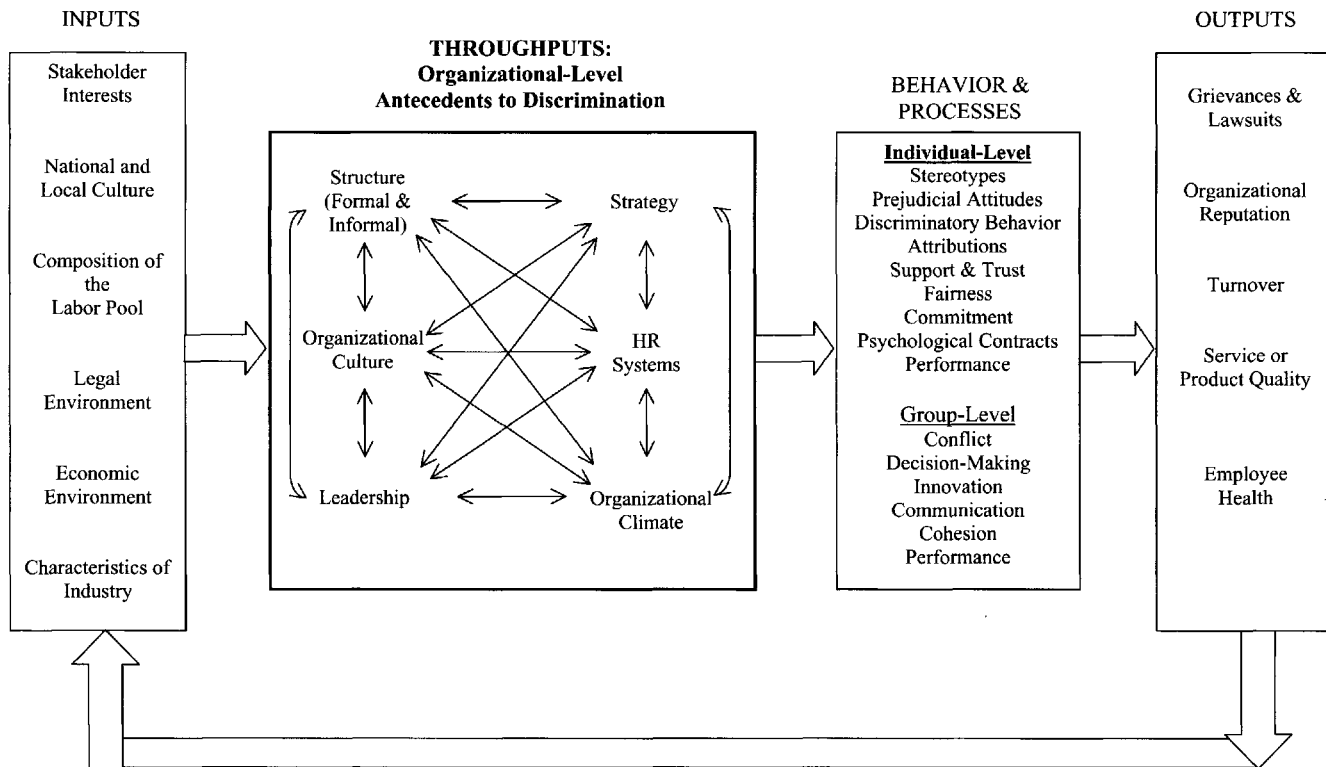 INPUTS
Stakeholder
Interests
National and
Local Culture
Composition of
the
Labor Pool
Legal
Environment
Economic
Environment
Characteristics of
Industry
THROUGHPUTS:
Organizational-Level
Antecedents to Discrimination
Structure
(Formal &
Informal)
Strategy
Organizational
Culture
HR
Systems
Leadership
Organizational
Climate
BEHAVIOR &
PROCESSES
Individual-Level
Stereotypes
Prejudicial Attitudes
Discriminatory Behavior
Attributions
Support & Trust
Fairness
Commitment
Psychological Contracts
Performance
Group-Level
Conflict
Decision-Making
Innovation
Communication
Cohesion
Performance
OUTPUTS
Grievances &
Lawsuits
Organizational
Reputation
Turnover
Service or
Product Quality
Employee
Health